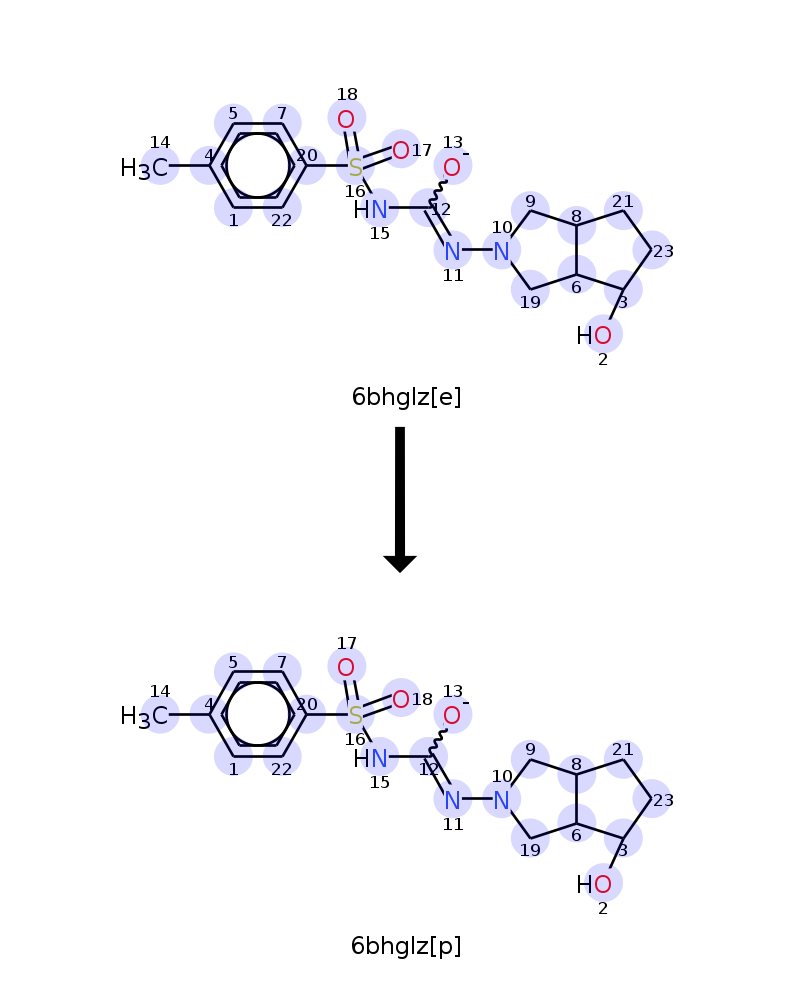 18
5 7 O 13
14 O 17 O-
H3C 4 20 S
16 9 21
HN 12 8
1 22 15 10
N N 23
11 19 6 3
HO
2
6bhglz[e]
17
5 7 O 13
14 O 18 O-
H3C 4 20 S
16 9 21
HN 12 8
1 22 15 10
N N 23
11 19 6 3
HO
2
6bhglz[p]